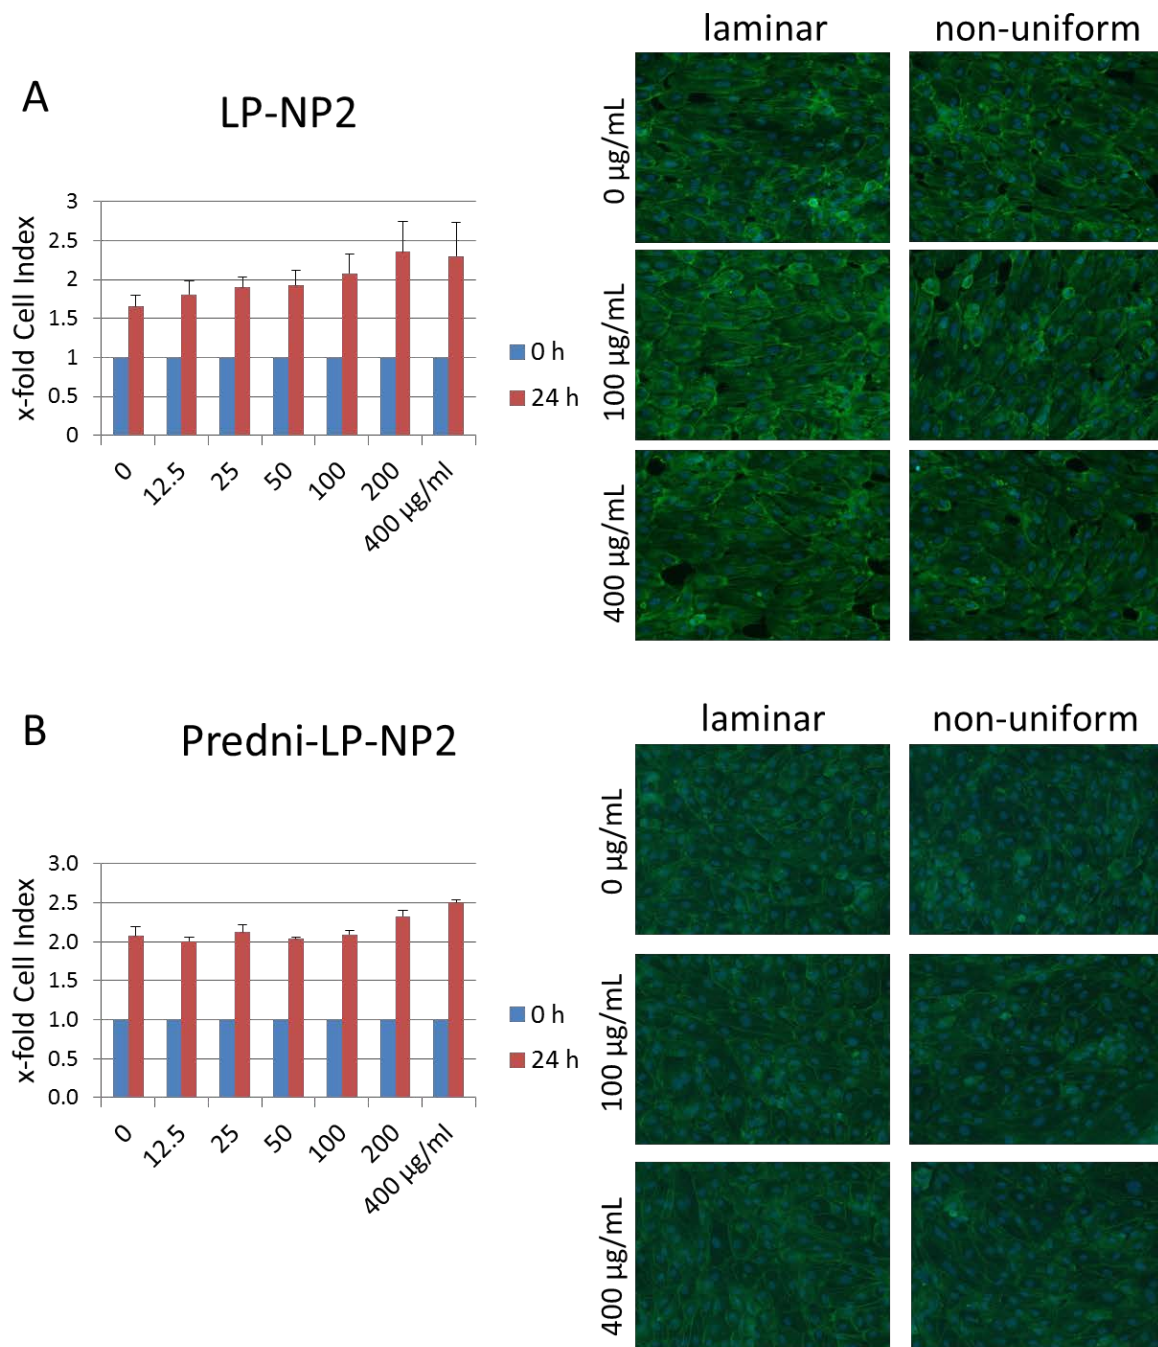 A
LP-NP2
x-fold Cell Index
3
2.5
2
1.5
1
0.5
0
0
12.5
25
50
100
200
400 µg/ml
0 h
24 h
laminar
non-uniform
0 µg/mL
100 µg/mL
400 µg/mL
B
Predni-LP-NP2
x-fold Cell Index
3.0
2.5
2.0
1.5
1.0
0.5
0.0
0
12.5
25
50
100
200
400 µg/ml
0 h
24 h
laminar
non-uniform
0 µg/mL
100 µg/mL
400 µg/mL